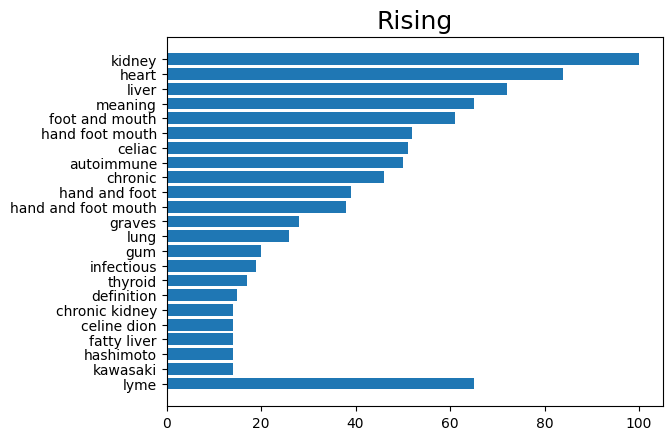 Rising
kidney
heart
liver
meaning
foot and mouth
hand foot mouth
celiac
autoimmune
chronic
hand and foot
hand and foot mouth
graves
lung
gum
infectious
thyroid
definition
chronic kidney
celine dion
fatty liver
hashimoto
kawasaki
lyme
0 20 40 60 80 100